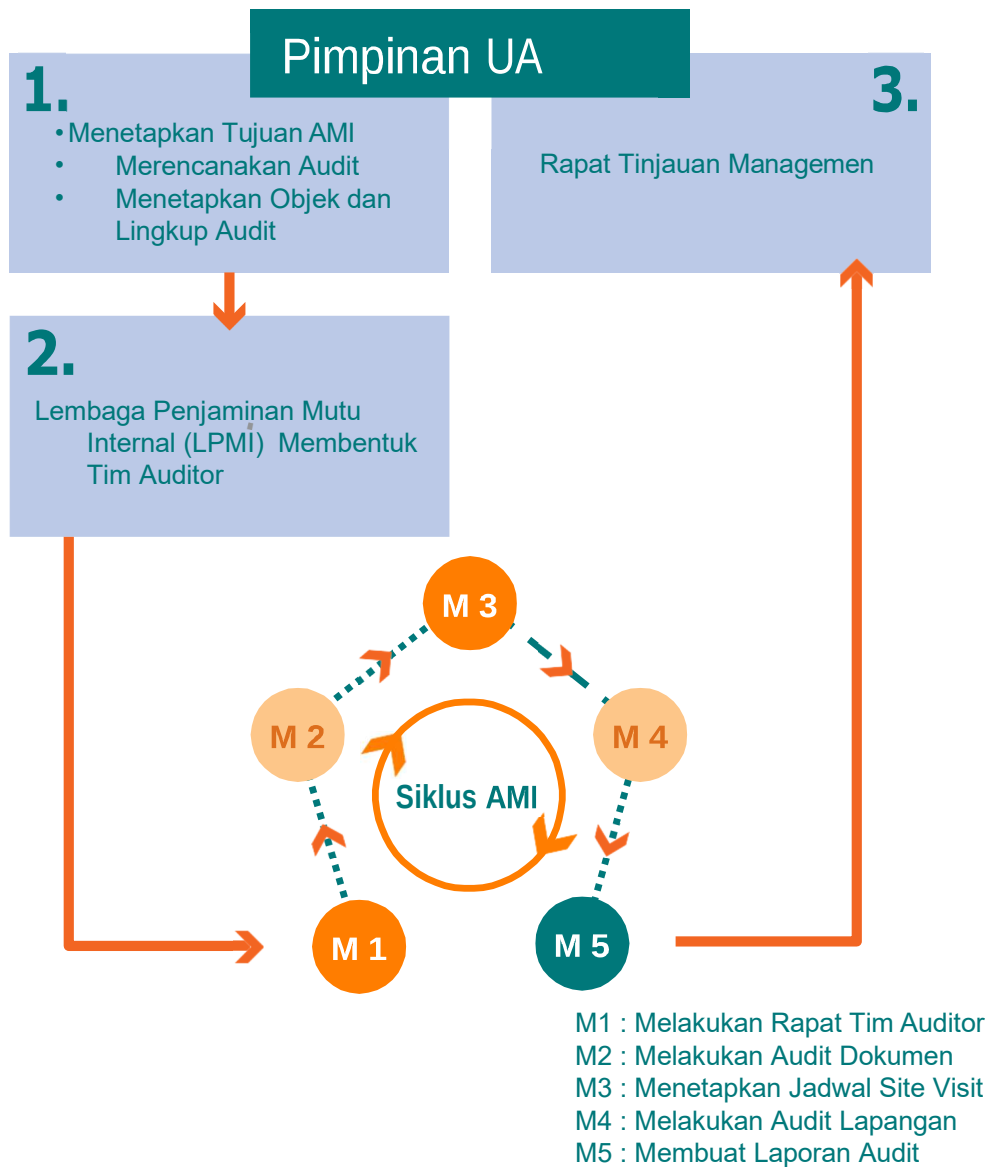 Pimpinan UA
1.
•Menetapkan Tujuan AMI
• Merencanakan Audit
• Menetapkan Objek dan
Lingkup Audit
3.
Rapat Tinjauan Managemen
2.
Lembaga Penjaminan Mutu
Internal (LPMI) Membentuk
Tim Auditor
M 3
M 2
M 4
Siklus AMI
M 1
M 5
M1 : Melakukan Rapat Tim Auditor
M2 : Melakukan Audit Dokumen
M3 : Menetapkan Jadwal Site Visit
M4 : Melakukan Audit Lapangan
M5 : Membuat Laporan Audit